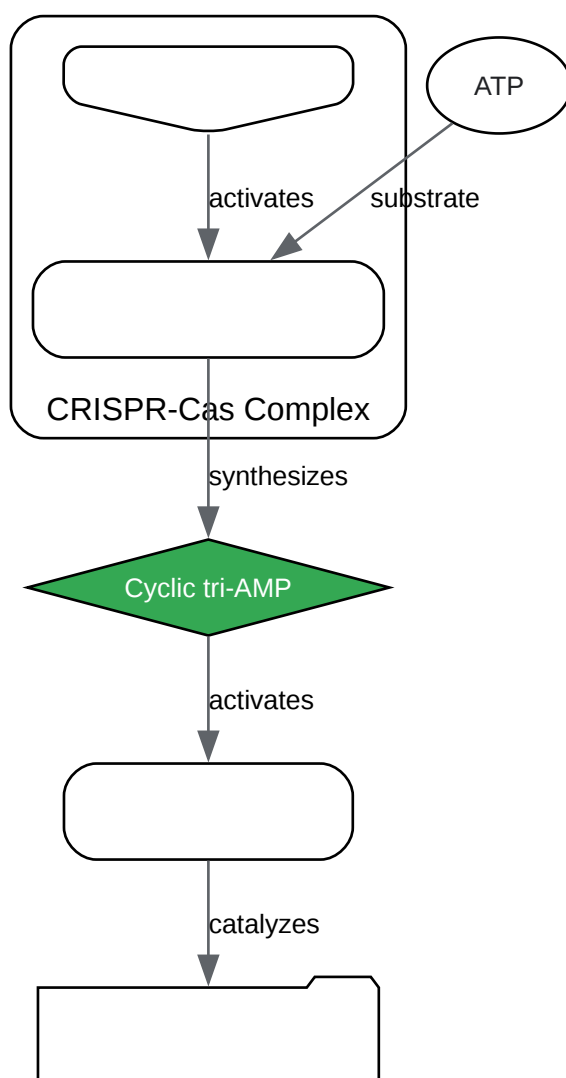 ATP
activates
substrate
CRISPR-Cas Complex
synthesizes
Cyclic tri-AMP
activates
catalyzes